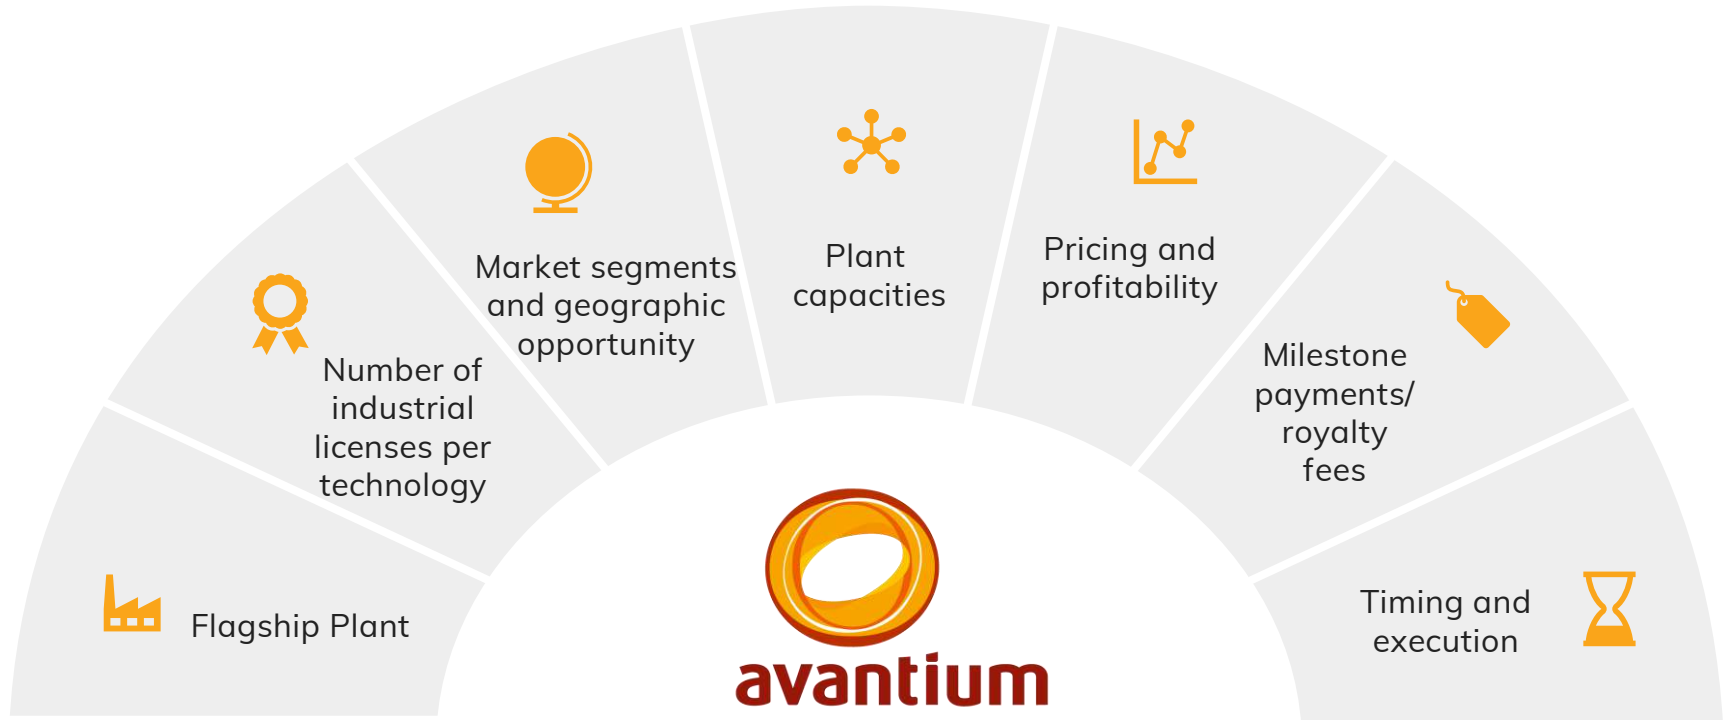 Flagship Plant
Number of
industrial
licenses per
technology
Market segments
and geographic
opportunity
Plant
capacities
Pricing and
profitability
Milestone
payments/
royalty
fees
Timing and
execution
avantium